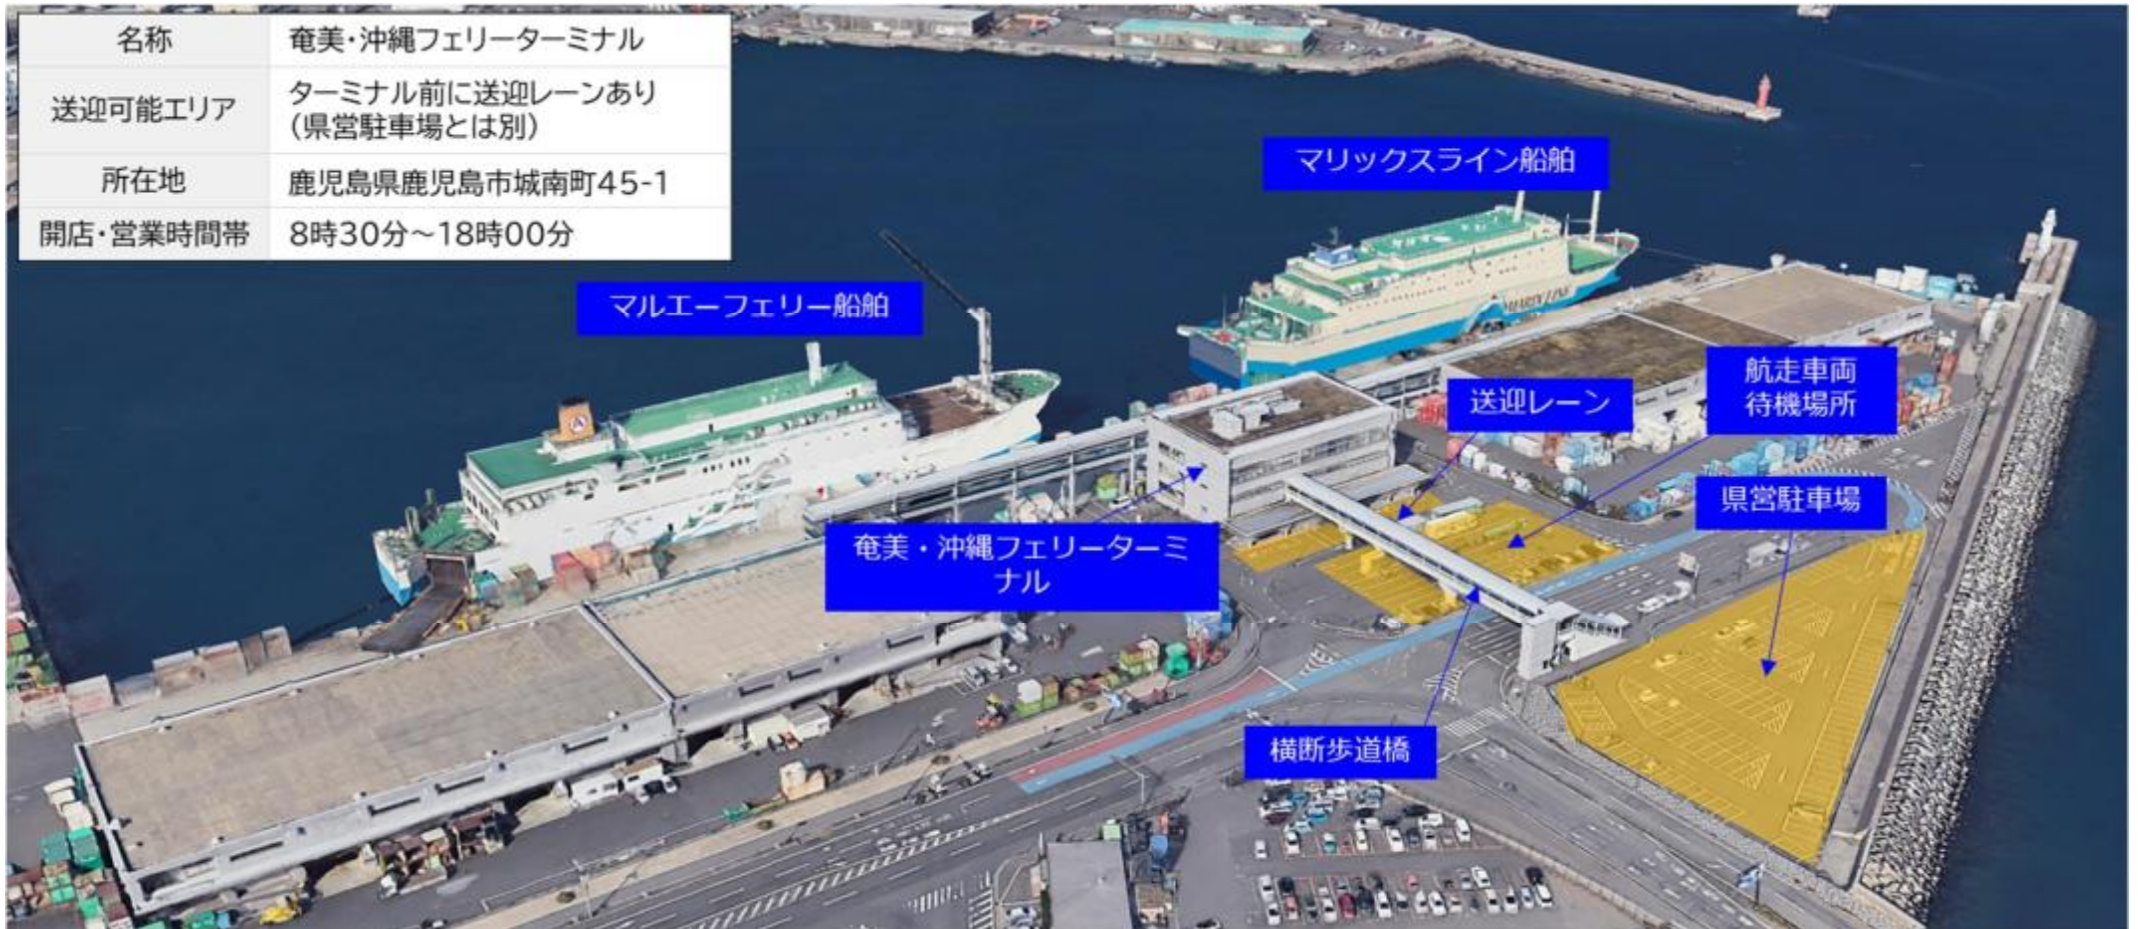 名称 奄美・沖縄フェリーターミナル
送迎可能エリア ターミナル前に送迎レーンあり
(県営駐車場とは別)
所在地 鹿児島県鹿児島市城南町45-1
開店・営業時間帯 8時30分～18時00分
マリックスライン船舶
マルエーフェリー船舶
MARIX LINE
航走車両
待機場所
送迎レーン
県営駐車場
奄美・沖縄フェリーターミ
ナル
横断歩道橋